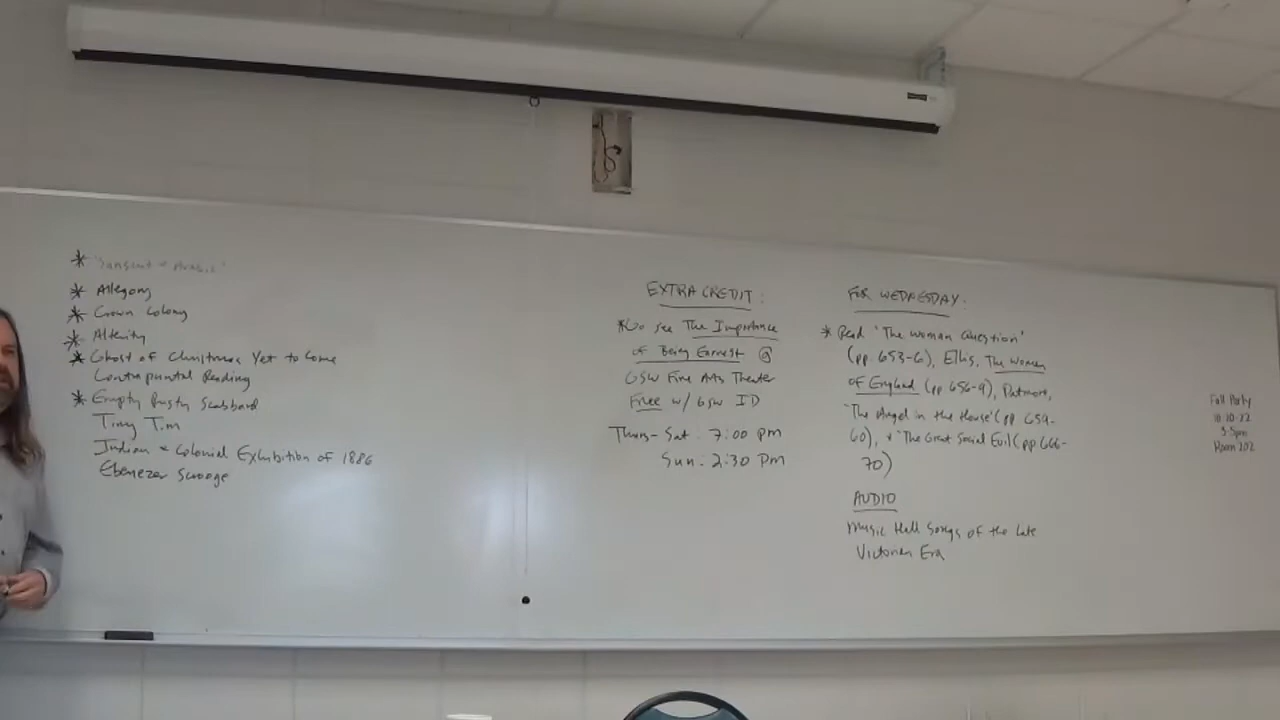 * "Sanscrit & Arabic"
* Allegory
* Crown Colony
* Alterity
* Ghost of Christmas Yet to Come
Contrapuntal Reading
* Empty Rusty Scabbard
Tiny Tim
Indian & Colonial Exhibition of 1886
Ebenezer Scrooge
EXTRA CREDIT:
*Go see The Importance
of Being Earnest @
GSW Fine Arts Theater
Free w/ GSW ID
Thurs-Sat: 7:00 pm
Sun: 2:30 pm
FOR WEDNESDAY:
* Read 'The Woman Question'
(pp. 653-6), Ellis, The Women
of England (pp 656-9), Patmore,
'The Angel in the House' (pp 659-
60), & 'The Great Social Evil' (pp 666-
70)
AUDIO
Music Hall Songs of the Late
Victorian Era
Fall Party
10-20-22
3-5pm
Room 202